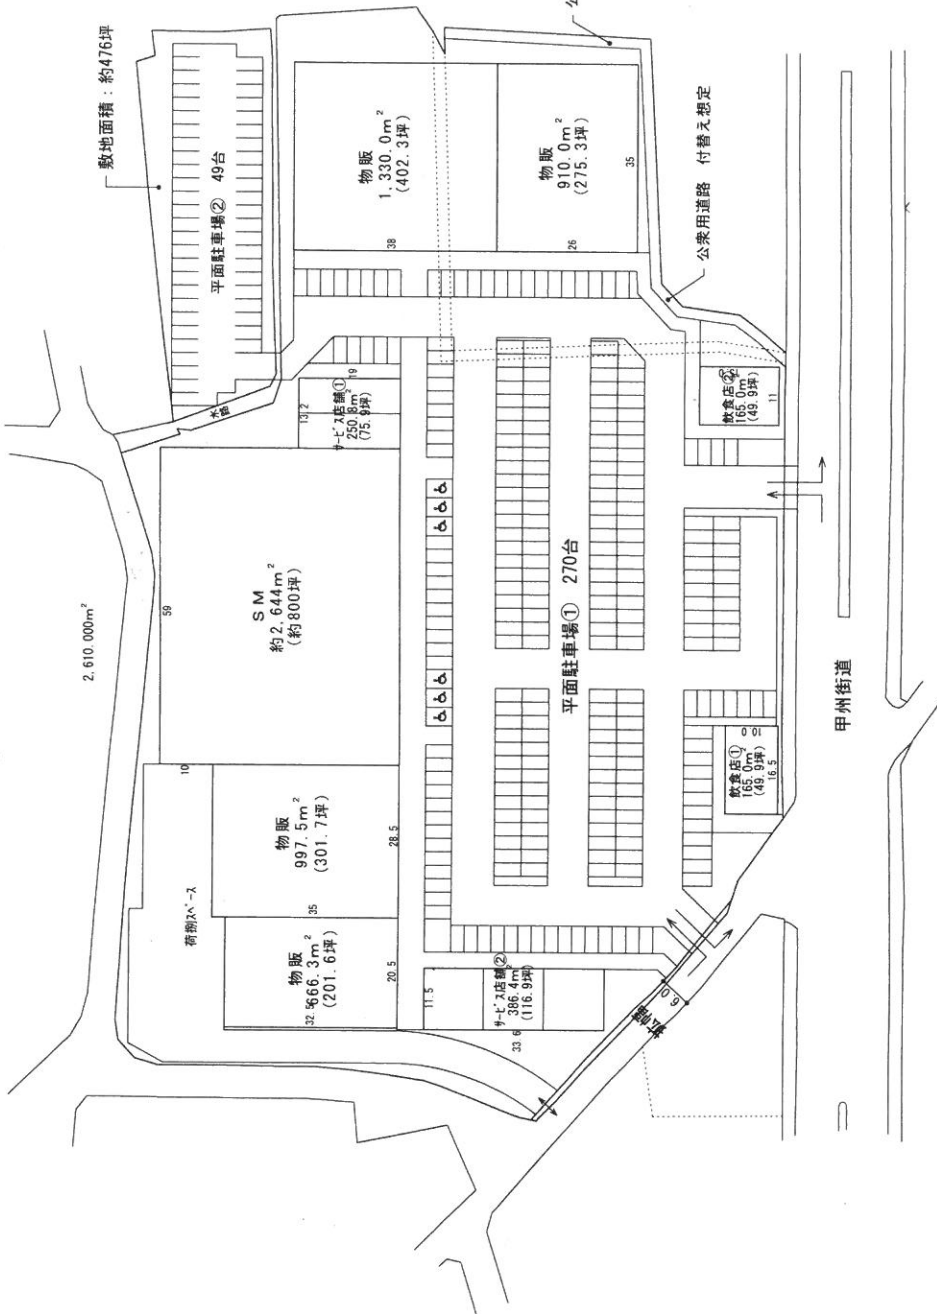 2,610.000m²
敷地面積：約476坪
平面駐車場② 49台
水路
荷捌スペース
物販
666.3m²
(201.6坪)
32.5
20.5
物販
997.5m²
(301.7坪)
35
28.5
10
59
ＳＭ
約2,644m²
(約800坪)
サービス店舗①
250.8m²
(75.9坪)
13.2
19
物販
1,330.0m²
(402.3坪)
38
物販
910.0m²
(275.3坪)
26
35
公衆用道路 付替え想定
サービス店舗②
386.4m²
(116.9坪)
11.5
33.6
平面駐車場① 270台
拡幅
6.0
飲食店①
165.0m²
(49.9坪)
10.0
16.5
飲食店②
165.0m²
(49.9坪)
11
甲州街道